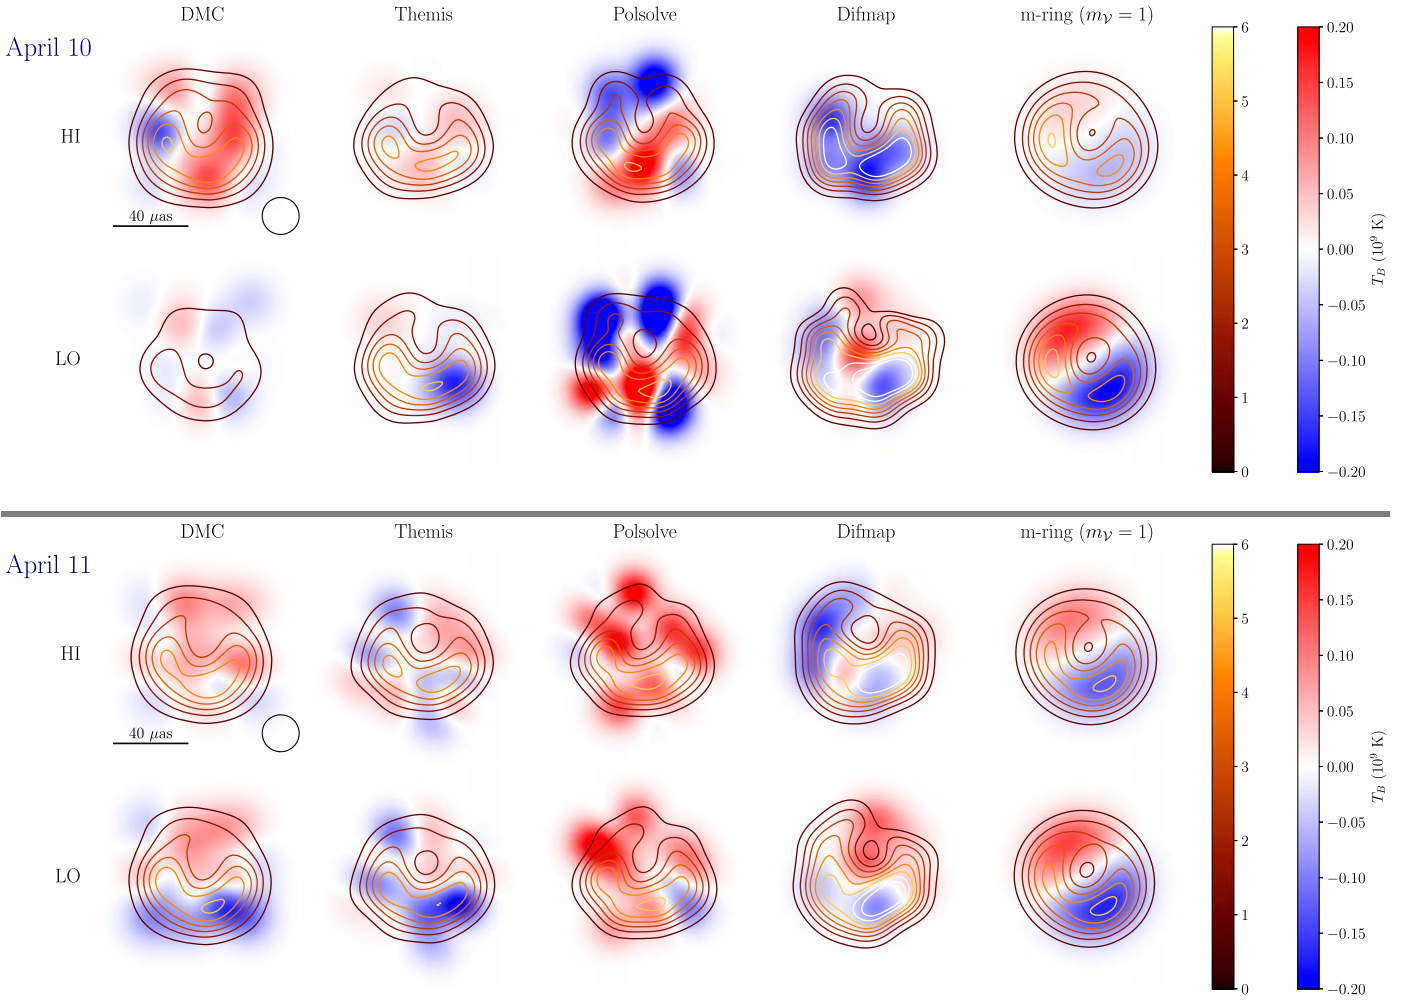 DMC Themis Polsolve Difmap m-ring (m𝒱 = 1)
April 10
HI
40 μas
LO
6
5
4
3
2
1
0
0.20
0.15
0.10
0.05
0.00
−0.05
−0.10
−0.15
−0.20
T_B (10⁹ K)
DMC Themis Polsolve Difmap m-ring (m𝒱 = 1)
April 11
HI
40 μas
LO
6
5
4
3
2
1
0
0.20
0.15
0.10
0.05
0.00
−0.05
−0.10
−0.15
−0.20
T_B (10⁹ K)